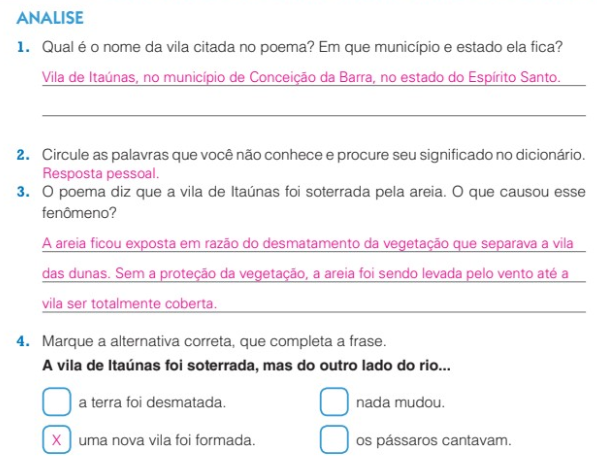 ANALISE
1. Qual é o nome da vila citada no poema? Em que município e estado ela fica?
Vila de Itaúnas, no município de Conceição da Barra, no estado do Espírito Santo.
2. Circule as palavras que você não conhece e procure seu significado no dicionário.
Resposta pessoal.
3. O poema diz que a vila de Itaúnas foi soterrada pela areia. O que causou esse
fenômeno?
A areia ficou exposta em razão do desmatamento da vegetação que separava a vila
das dunas. Sem a proteção da vegetação, a areia foi sendo levada pelo vento até a
vila ser totalmente coberta.
4. Marque a alternativa correta, que completa a frase.
A vila de Itaúnas foi soterrada, mas do outro lado do rio...
a terra foi desmatada.
nada mudou.
X uma nova vila foi formada.
os pássaros cantavam.